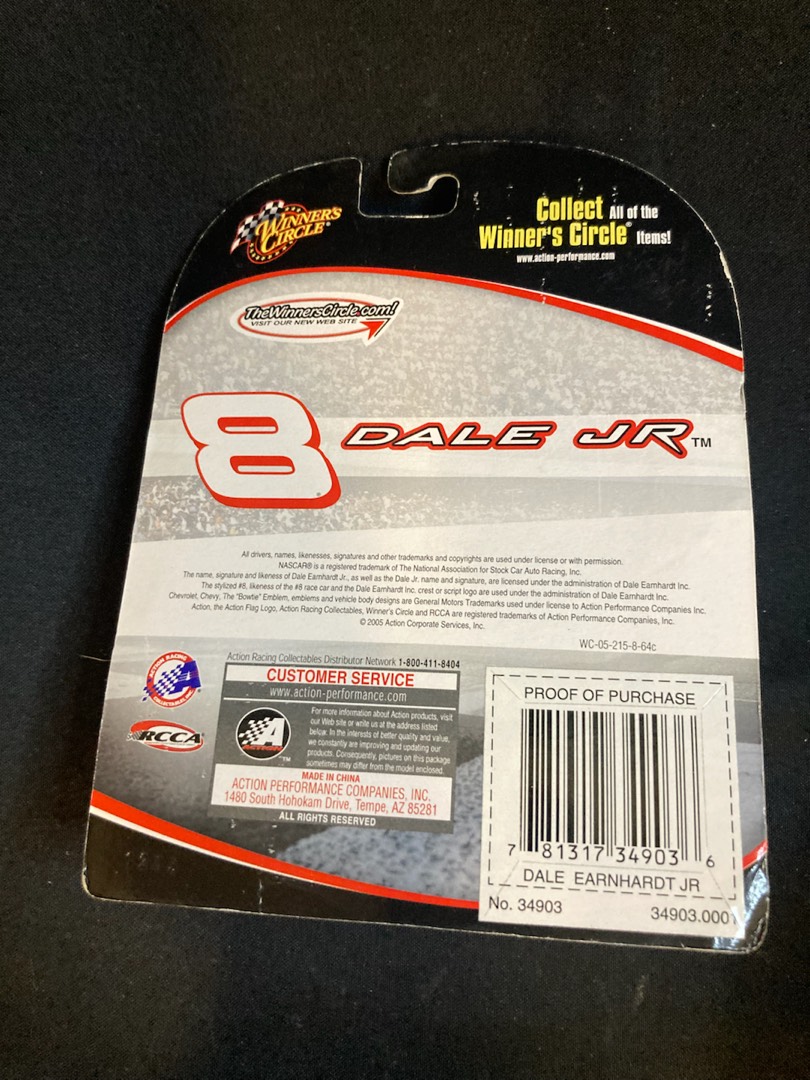 WINNER'S
CIRCLE®
Collect All of the
Winner's Circle® Items!
www.action-performance.com
TheWinnersCircle.com!
VISIT OUR NEW WEB SITE
8 DALE JR™
All drivers, names, likenesses, signatures and other trademarks and copyrights are used under license or with permission.
NASCAR® is a registered trademark of The National Association for Stock Car Auto Racing, Inc.
The name, signature and likeness of Dale Earnhardt Jr., as well as the Dale Jr. name and signature, are licensed under the administration of Dale Earnhardt Inc.
The stylized #8, likeness of the #8 race car and the Dale Earnhardt Inc. crest or script logo are used under the administration of Dale Earnhardt Inc.
Chevrolet, Chevy, The "Bowtie" Emblem, emblems and vehicle body designs are General Motors Trademarks used under license to Action Performance Companies Inc.
Action, the Action Flag Logo, Action Racing Collectables, Winner's Circle and RCCA are registered trademarks of Action Performance Companies, Inc.
© 2005 Action Corporate Services, Inc.
WC-05-215-8-64c
ACTION RACING
COLLECTABLES
RCCA
Action Racing Collectables Distributor Network 1-800-411-8404
CUSTOMER SERVICE
www.action-performance.com
A
ACTION
™
For more information about Action products, visit
our Web site or write us at the address listed
below. In the interests of better quality and value,
we constantly are improving and updating our
products. Consequently, pictures on this package
sometimes may differ from the model enclosed.
MADE IN CHINA
ACTION PERFORMANCE COMPANIES, INC.
1480 South Hohokam Drive, Tempe, AZ 85281
ALL RIGHTS RESERVED
PROOF OF PURCHASE
7 81317 34903 6
DALE EARNHARDT JR
No. 34903 34903.0001